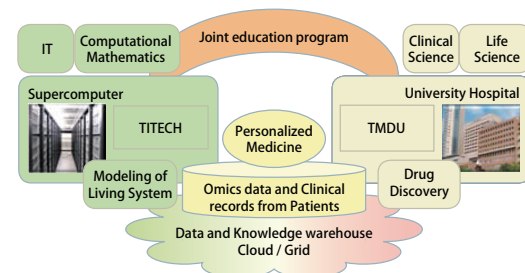 Joint education program
IT
Computational
Mathematics
Clinical
Science
Life
Science
Supercomputer
University Hospital
TITECH
TMDU
Personalized
Medicine
Modeling of
Living System
Drug
Discovery
Omics data and Clinical
records from Patients
Data and Knowledge warehouse
Cloud / Grid